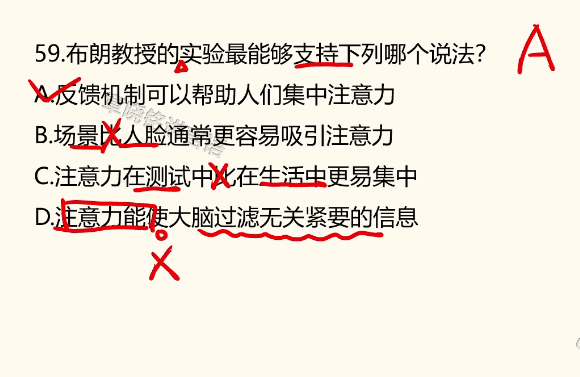 59.布朗教授的实验最能够支持下列哪个说法? A
A.反馈机制可以帮助人们集中注意力
B.场景比人脸通常更容易吸引注意力
C.注意力在测试中比在生活中更易集中
D.注意力能使大脑过滤无关紧要的信息